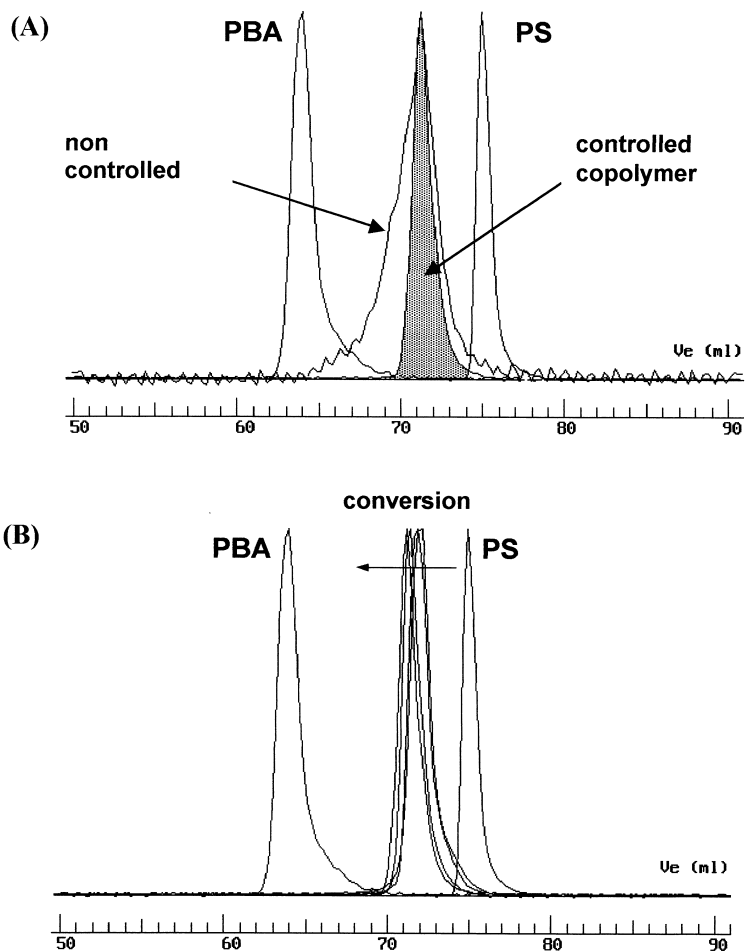 (A)
PBA
PS
non
controlled
controlled
copolymer
Ve (ml)
50 60 70 80 90
conversion
(B)
PBA
PS
Ve (ml)
50 60 70 80 90